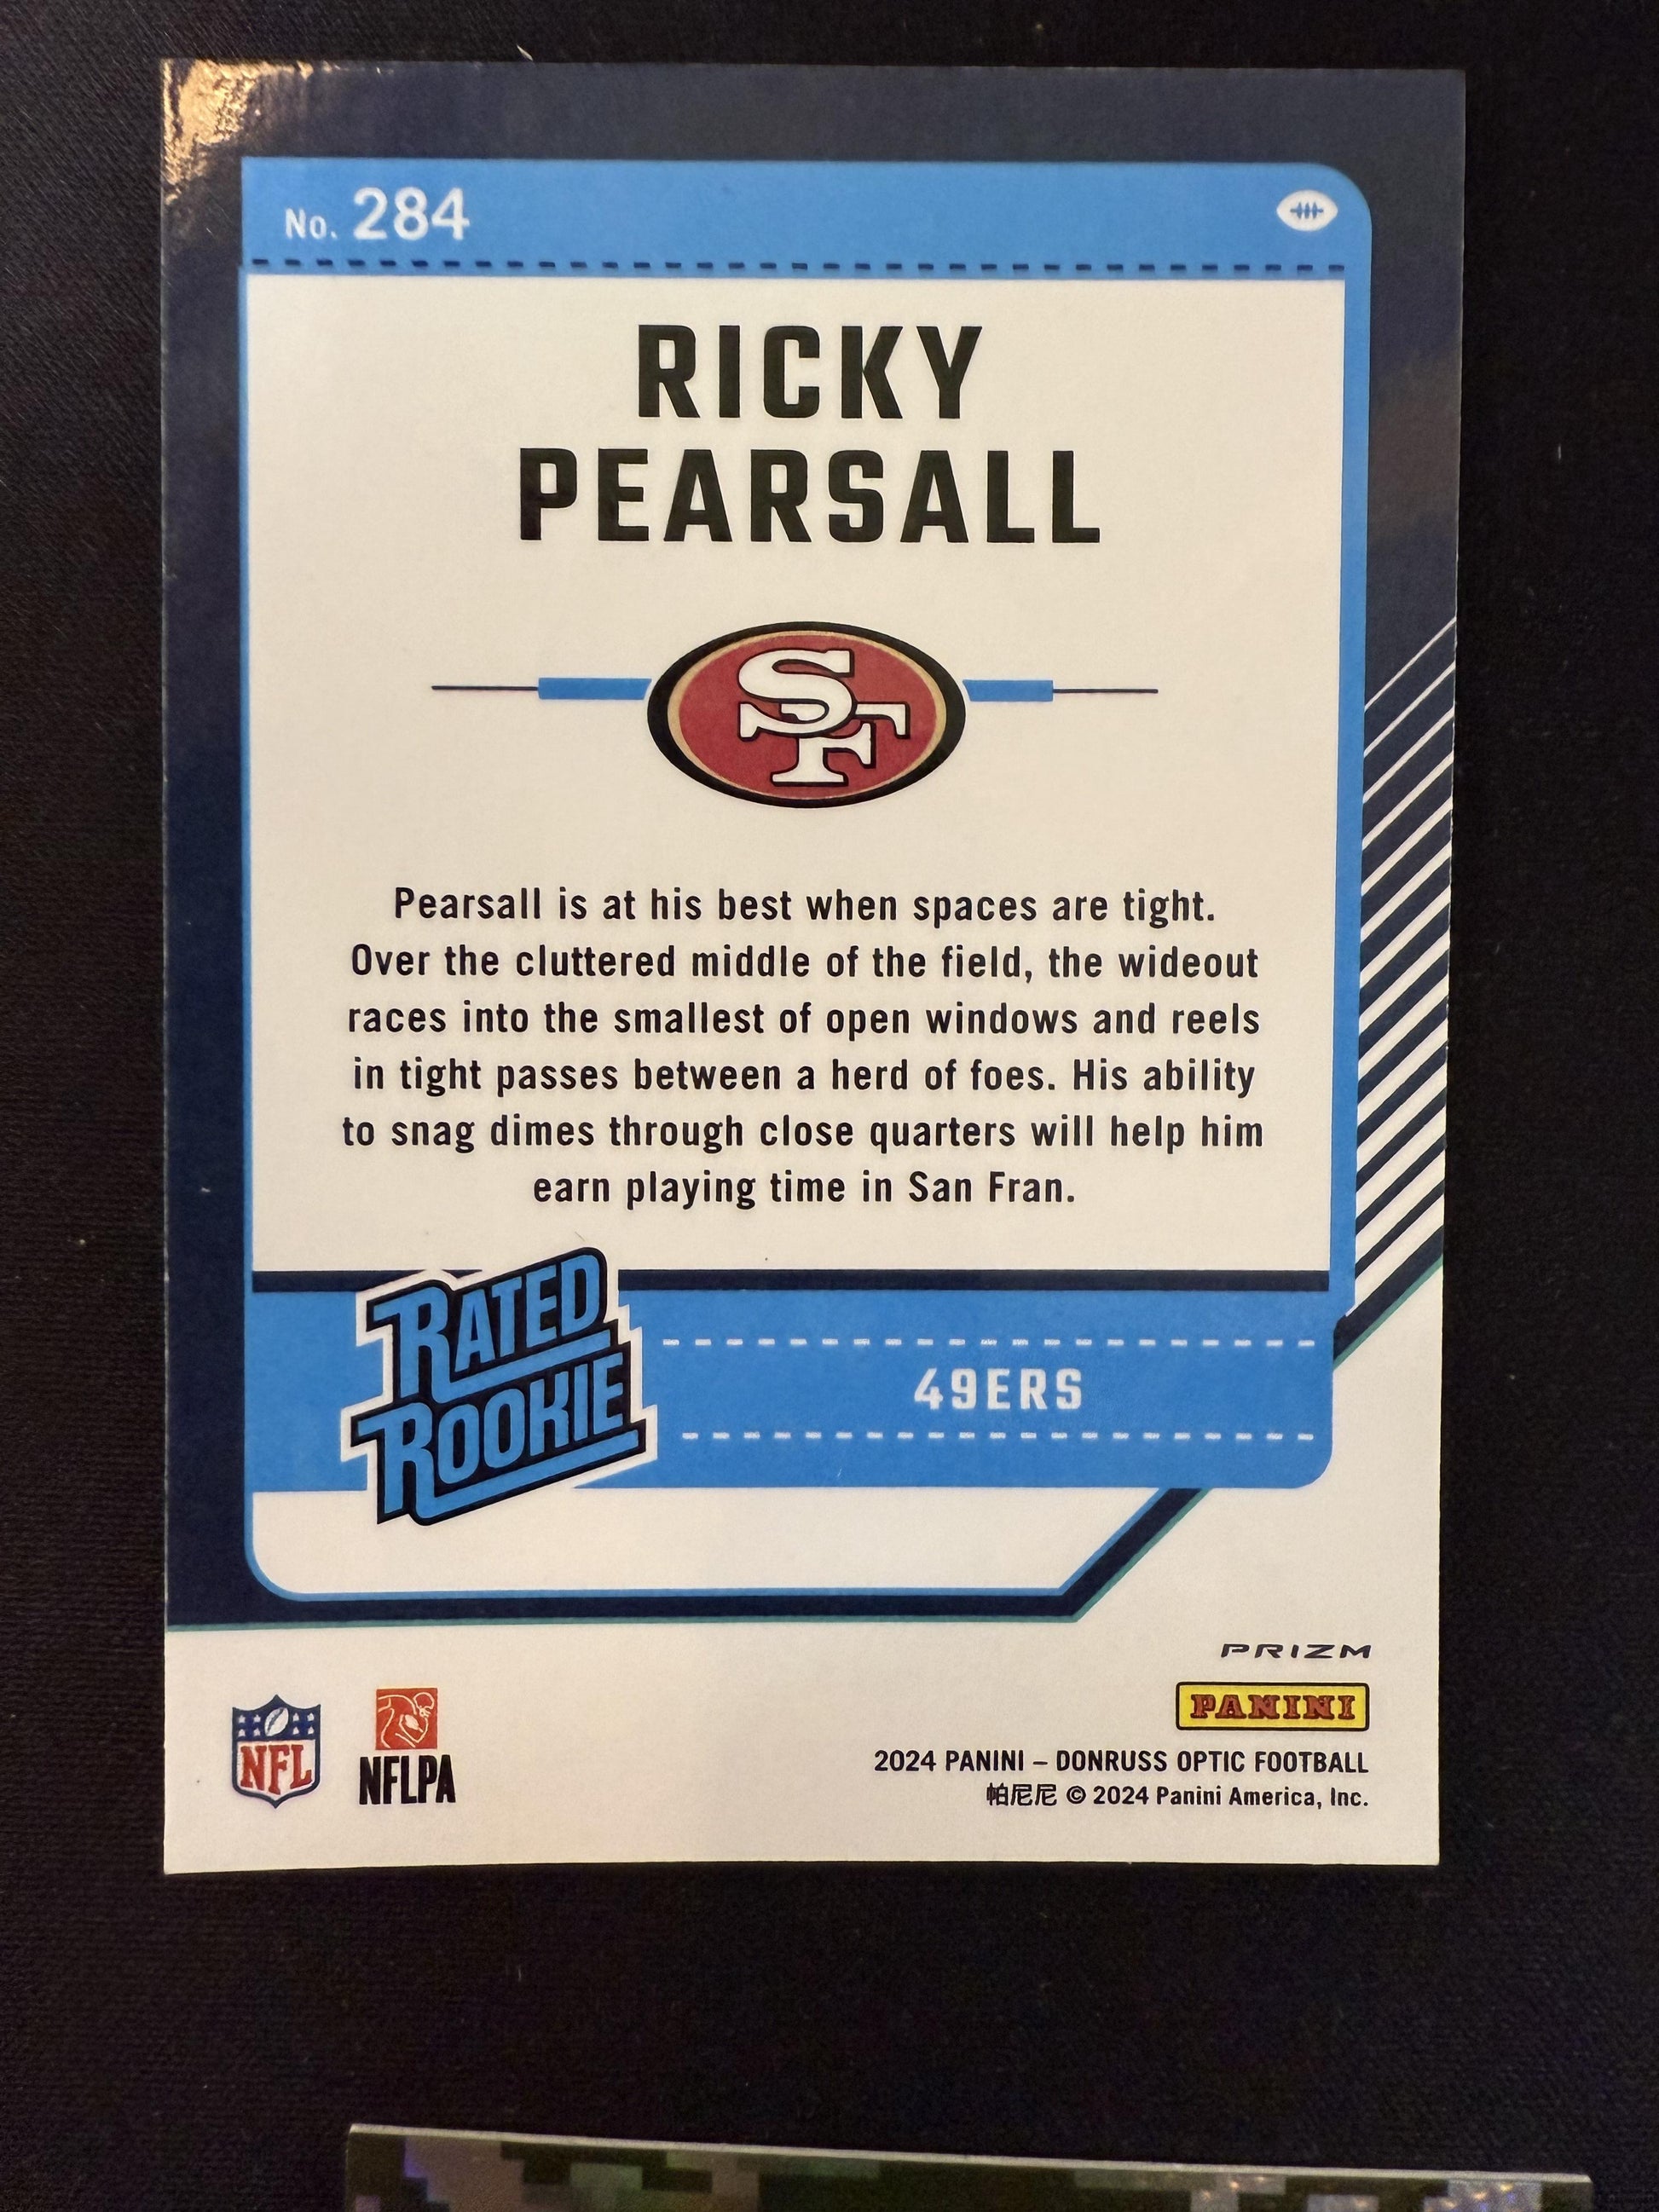 No. 284
RICKY
PEARSALL
SF
Pearsall is at his best when spaces are tight.
Over the cluttered middle of the field, the wideout
races into the smallest of open windows and reels
in tight passes between a herd of foes. His ability
to snag dimes through close quarters will help him
earn playing time in San Fran.
RATED
ROOKIE
49ERS
PRIZM
PANINI
NFL
NFLPA
2024 PANINI – DONRUSS OPTIC FOOTBALL
帕尼尼 © 2024 Panini America, Inc.